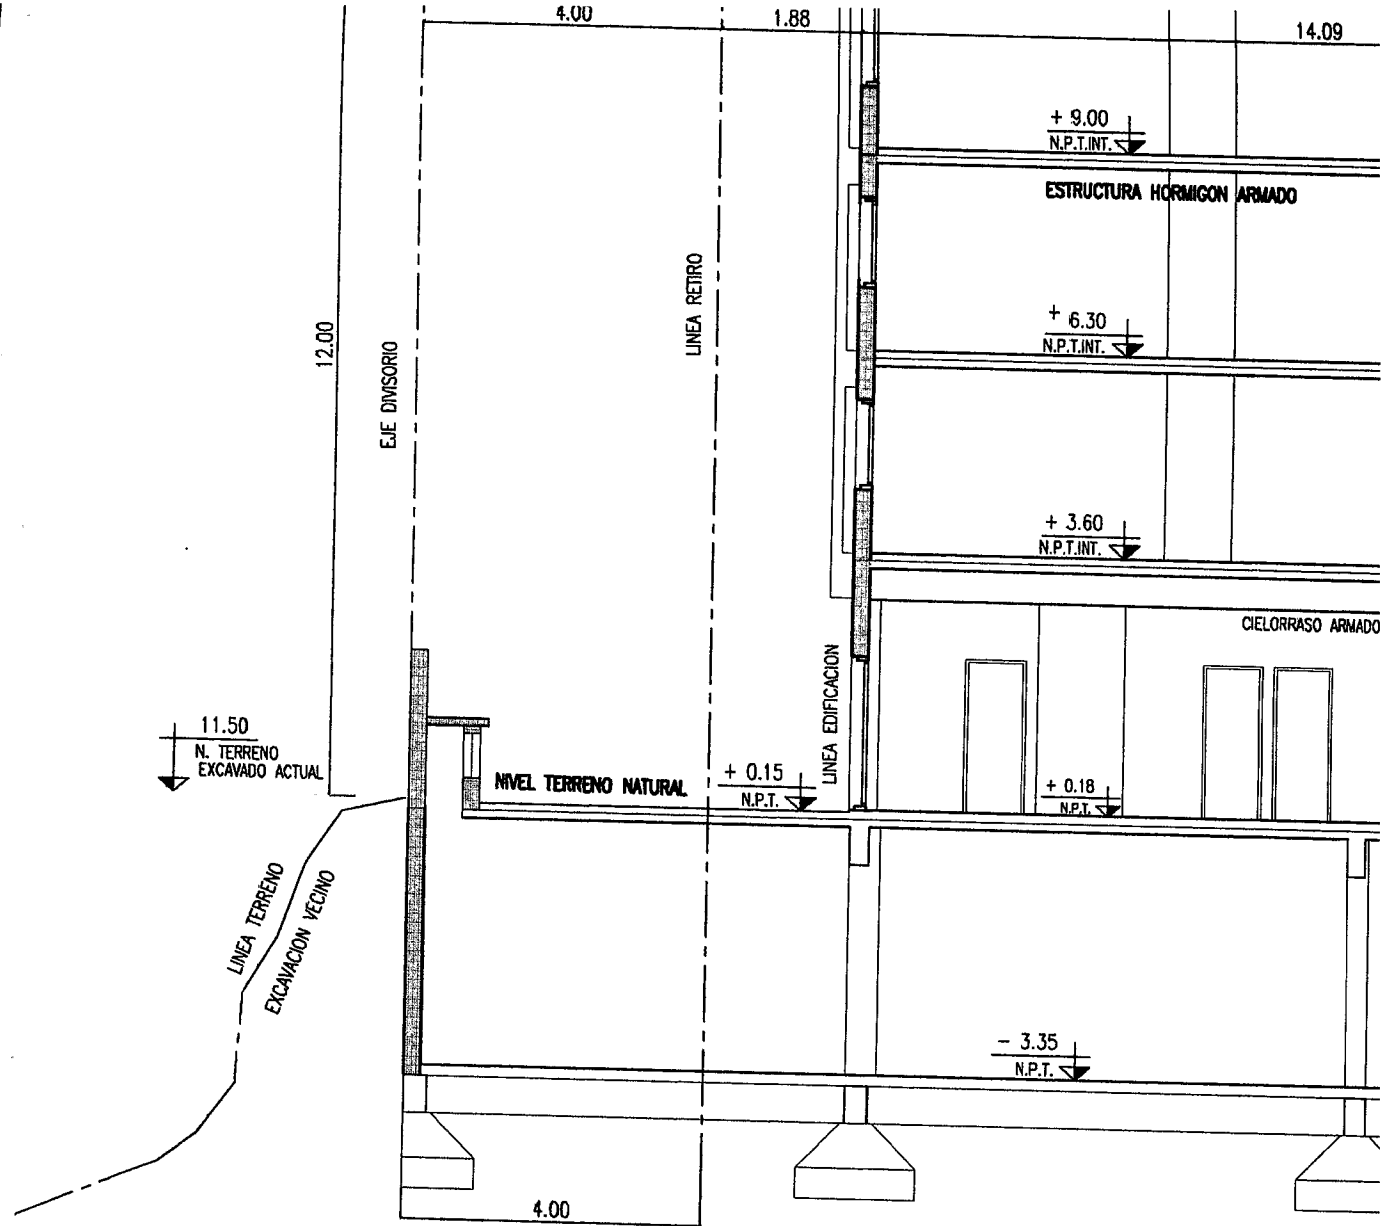 4.00
1.88
14.09
+ 9.00
N.P.T.INT.
ESTRUCTURA HORMIGON ARMADO
LINEA RETIRO
+ 6.30
N.P.T.INT.
12.00
EJE DIVISORIO
+ 3.60
N.P.T.INT.
CIELORRASO ARMADO
LINEA EDIFICACION
11.50
N. TERRENO
EXCAVADO ACTUAL
NIVEL TERRENO NATURAL
+ 0.15
N.P.T.
+ 0.18
N.P.T.
LINEA TERRENO
EXCAVACION VECINO
- 3.35
N.P.T.
4.00